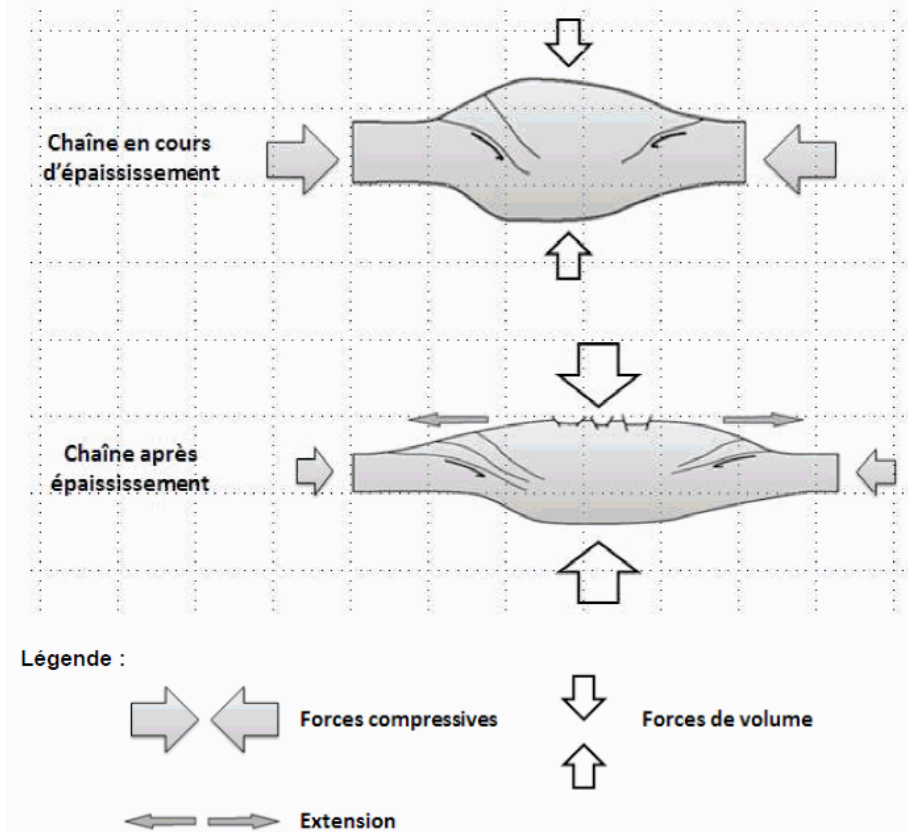 Chaîne en cours
d'épaississement
Chaîne après
épaississement
Légende :
Forces compressives
Forces de volume
Extension